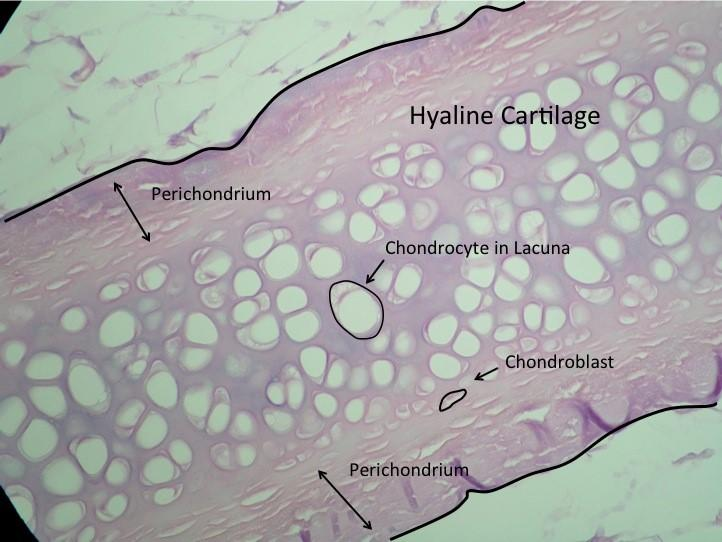 Hyaline Cartilage
Perichondrium
Chondrocyte in Lacuna
Chondroblast
Perichondrium